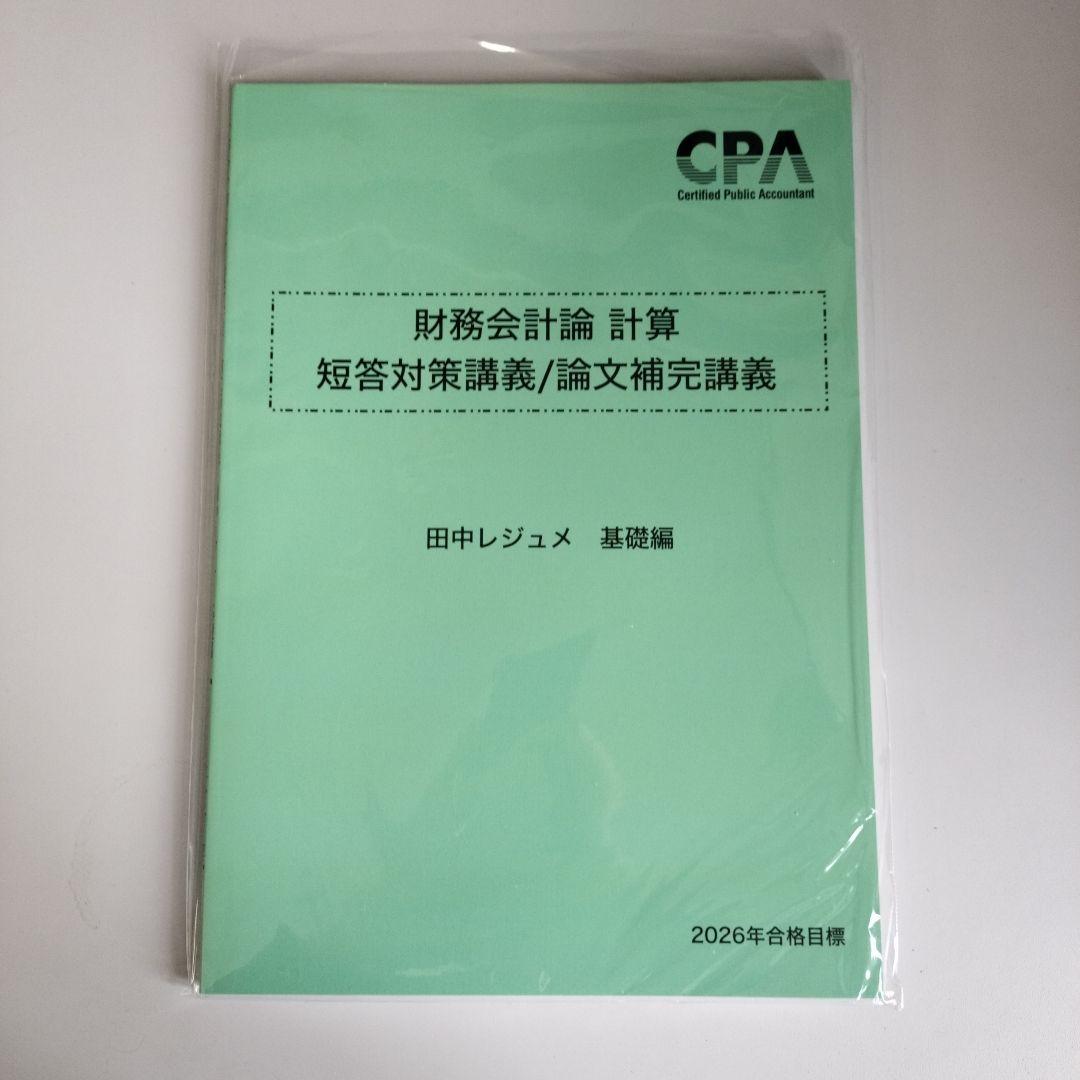 CPA
Certified Public Accountant
財務会計論 計算
短答対策講義/論文補完講義
田中レジュメ 基礎編
2026年合格目標